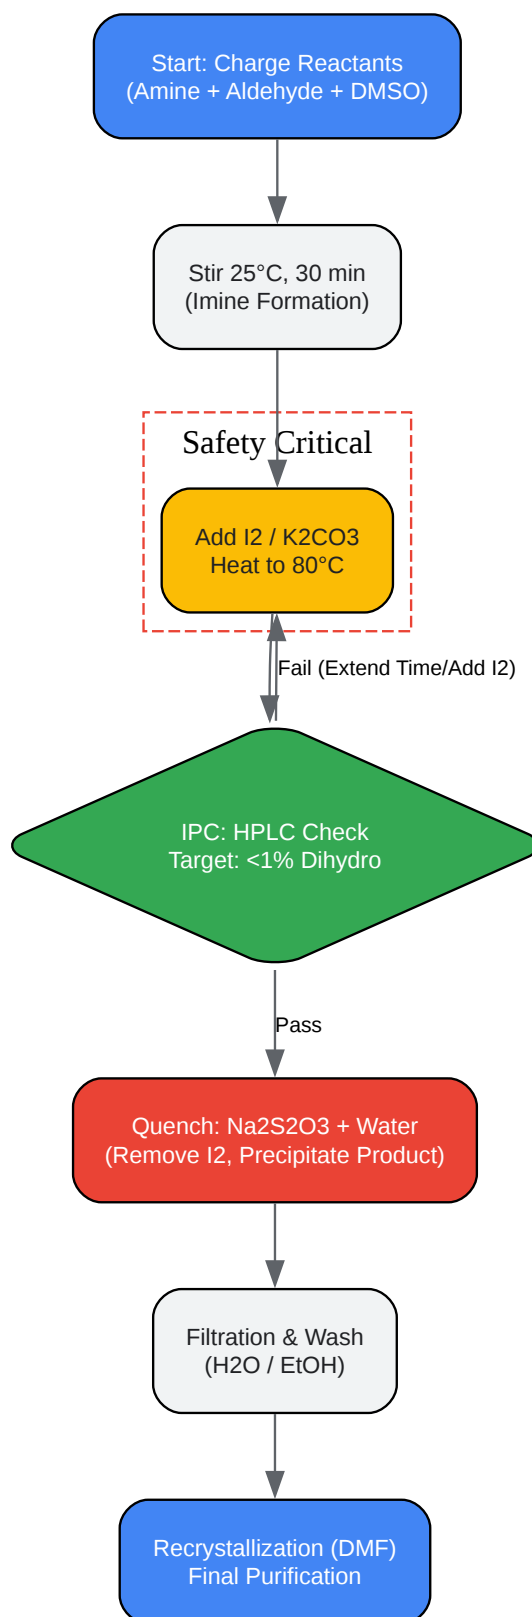 Start: Charge Reactants
(Amine + Aldehyde + DMSO)
Stir 25°C, 30 min
(Imine Formation)
Safety Critical
Add I2 / K2CO3
Heat to 80°C
Fail (Extend Time/Add I2)
IPC: HPLC Check
Target: <1% Dihydro
Pass
Quench: Na2S2O3 + Water
(Remove I2, Precipitate Product)
Filtration & Wash
(H2O / EtOH)
Recrystallization (DMF)
Final Purification